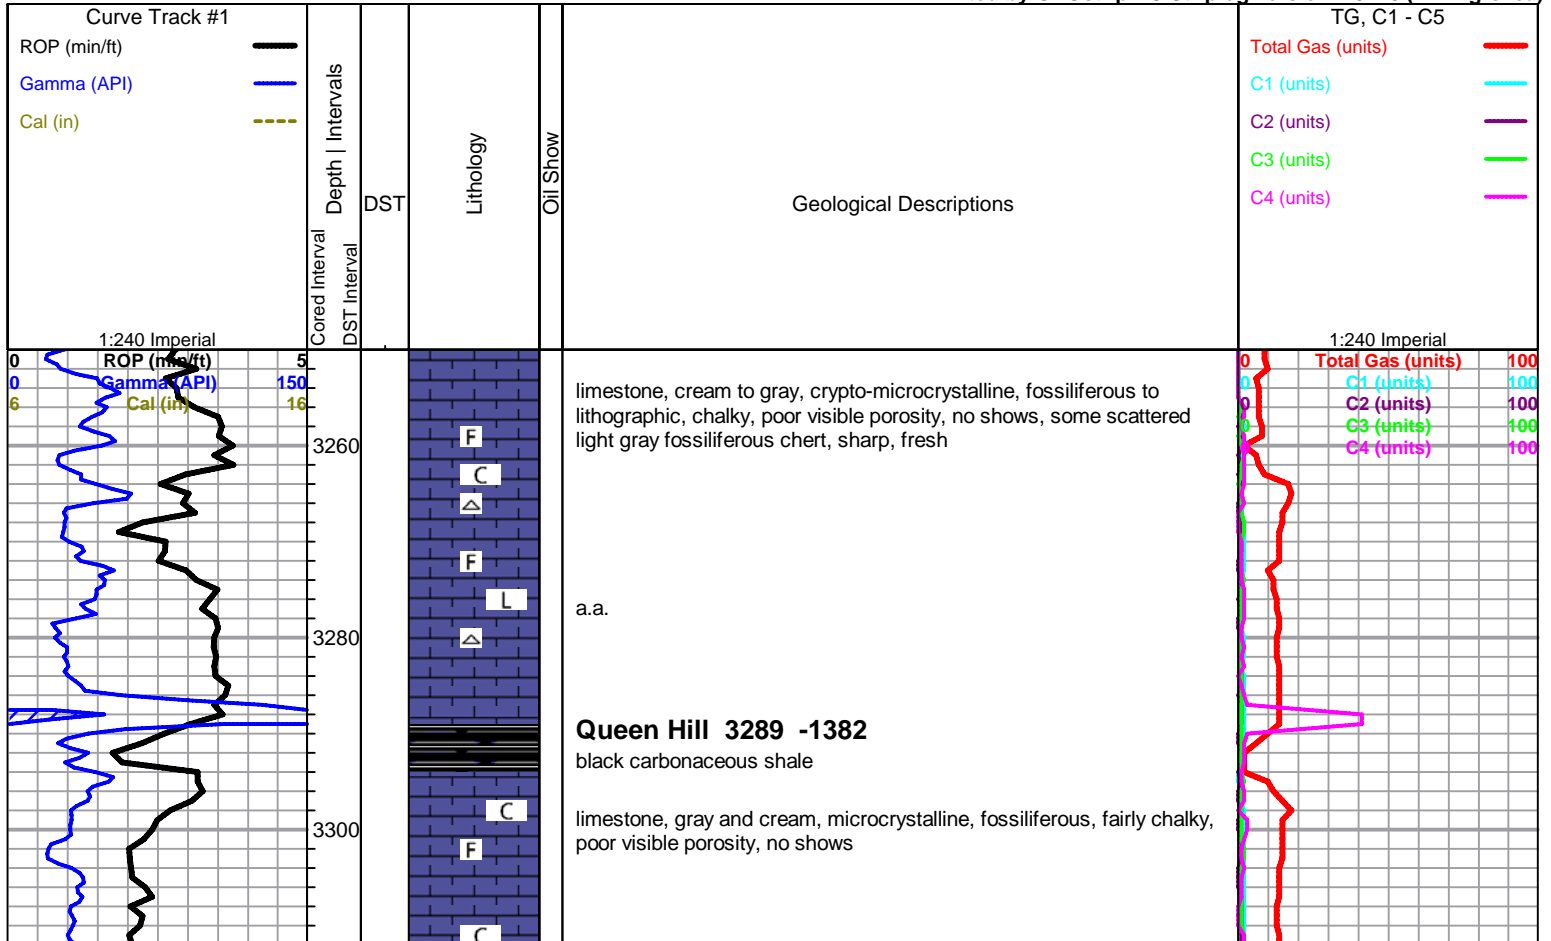 Curve Track #1
ROP (min/ft)
Gamma (API)
Cal (in)
1:240 Imperial
Cored Interval
Depth | Intervals
DST Interval
DST
Lithology
Oil Show
Geological Descriptions
TG, C1 - C5
Total Gas (units)
C1 (units)
C2 (units)
C3 (units)
C4 (units)
1:240 Imperial
0 ROP (min/ft) 5
0 Gamma (API) 150
6 Cal (in) 16
0 Total Gas (units) 100
0 C1 (units) 100
0 C2 (units) 100
0 C3 (units) 100
0 C4 (units) 100
limestone, cream to gray, crypto-microcrystalline, fossiliferous to
lithographic, chalky, poor visible porosity, no shows, some scattered
light gray fossiliferous chert, sharp, fresh
3260
F
C
F
L
a.a.
3280
Queen Hill 3289 -1382
black carbonaceous shale
C
limestone, gray and cream, microcrystalline, fossiliferous, fairly chalky,
poor visible porosity, no shows
3300
F
C